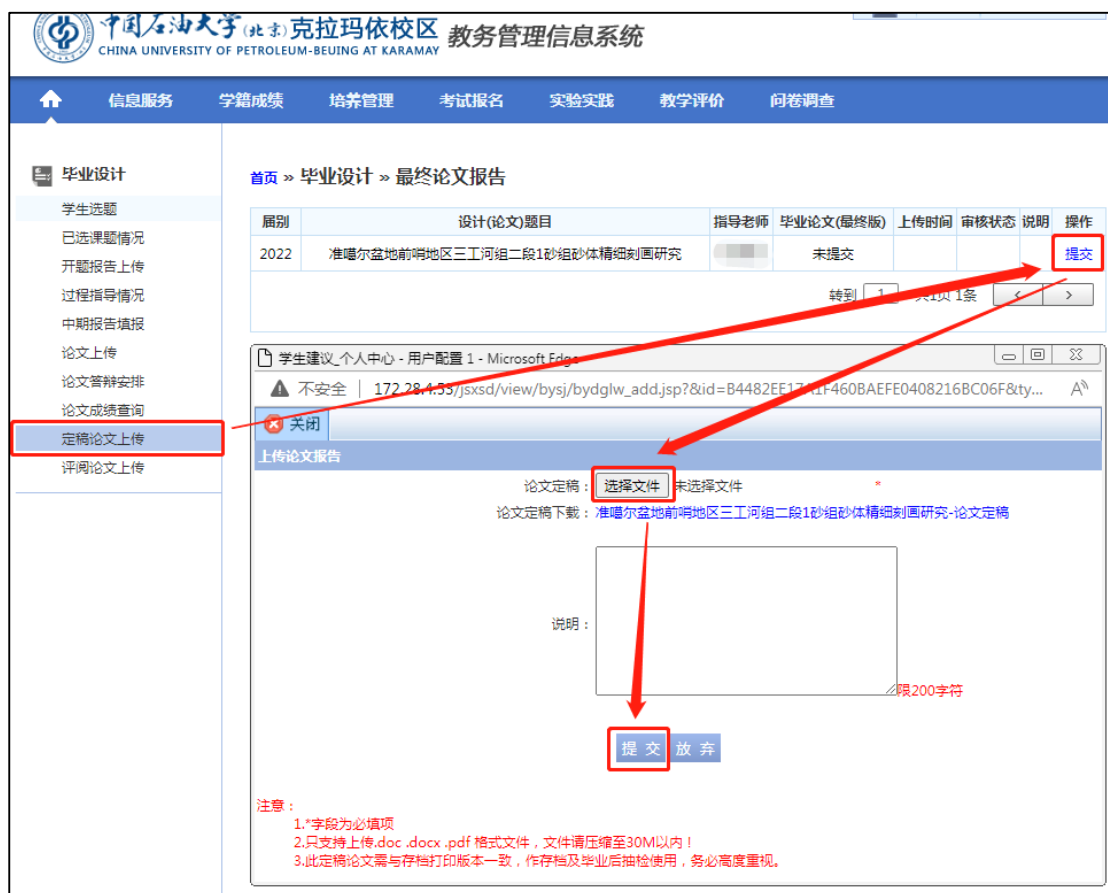 中国石油大学(北京)克拉玛依校区 教务管理信息系统
CHINA UNIVERSITY OF PETROLEUM-BEIJING AT KARAMAY
信息服务 学籍成绩 培养管理 考试报名 实验实践 教学评价 问卷调查
毕业设计
学生选题
已选课题情况
开题报告上传
过程指导情况
中期报告填报
论文上传
论文答辩安排
论文成绩查询
定稿论文上传
评阅论文上传
首页 » 毕业设计 » 最终论文报告
届别 设计(论文)题目 指导老师 毕业论文(最终版) 上传时间 审核状态 说明 操作
2022 准噶尔盆地前哨地区三工河组二段1砂组砂体精细刻画研究 未提交 提交
转到 1 共1页 1条 < >
学生建议_个人中心 - 用户配置 1 - Microsoft Edge
不安全 | 172.28.4.53/jsxsd/view/bysj/bydglw_add.jsp?&id=B4482EE17A1F460BAEFE0408216BC06F&ty...
关闭
上传论文报告
论文定稿： 选择文件 未选择文件 *
论文定稿下载： 准噶尔盆地前哨地区三工河组二段1砂组砂体精细刻画研究-论文定稿
说明：
限200字符
提 交 放 弃
注意：
1.*字段为必填项
2.只支持上传.doc .docx .pdf 格式文件，文件请压缩至30M以内！
3.此定稿论文需与存档打印版本一致，作存档及毕业后抽检使用，务必高度重视。